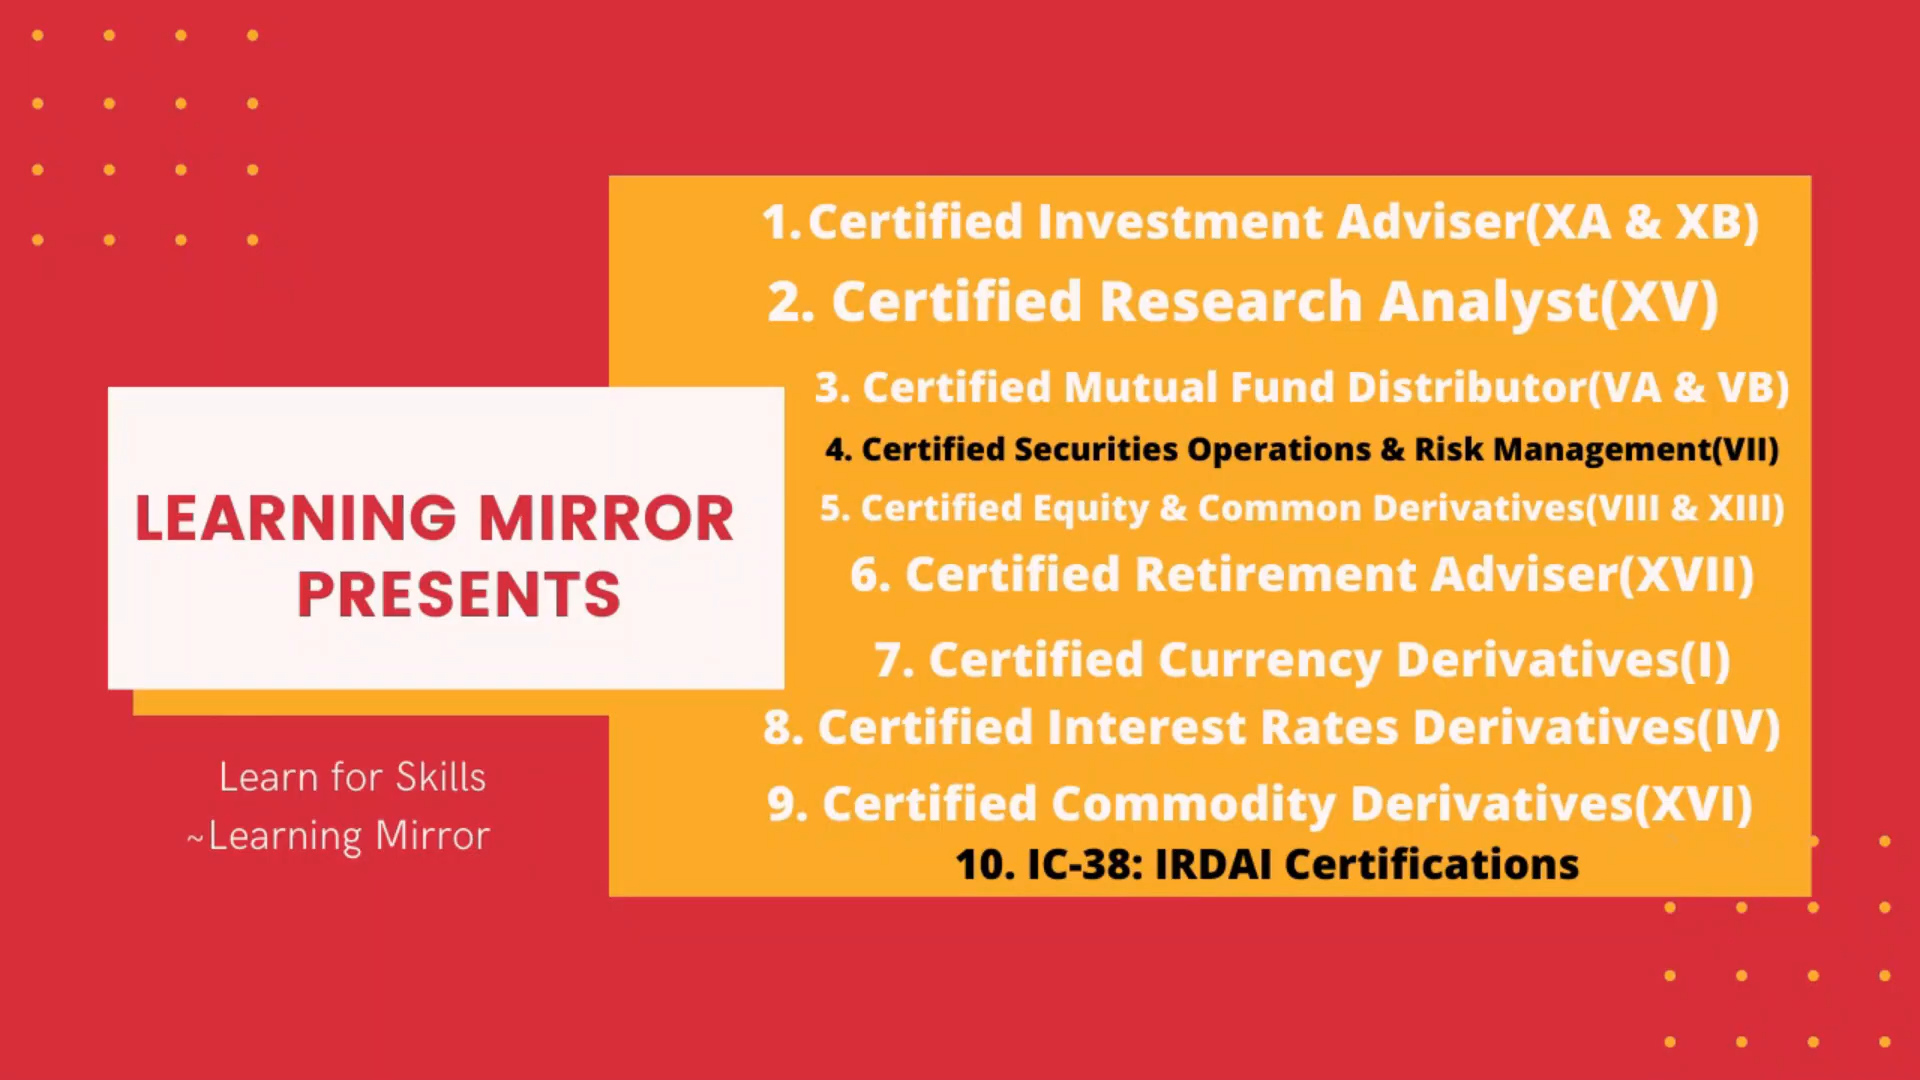 LEARNING MIRROR
PRESENTS
Learn for Skills
~Learning Mirror
1.Certified Investment Adviser(XA & XB)
2. Certified Research Analyst(XV)
3. Certified Mutual Fund Distributor(VA & VB)
4. Certified Securities Operations & Risk Management(VII)
5. Certified Equity & Common Derivatives(VIII & XIII)
6. Certified Retirement Adviser(XVII)
7. Certified Currency Derivatives(I)
8. Certified Interest Rates Derivatives(IV)
9. Certified Commodity Derivatives(XVI)
10. IC-38: IRDAI Certifications